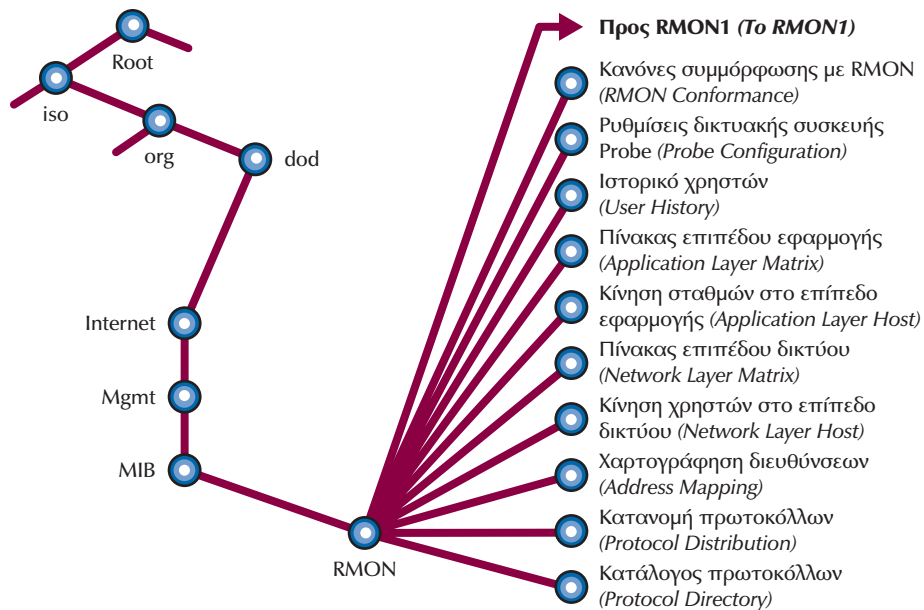 Root
iso
org
dod
Internet
Mgmt
MIB
RMON
Προς RMON1 (To RMON1)
Κανόνες συμμόρφωσης με RMON
(RMON Conformance)
Ρυθμίσεις δικτυακής συσκευής
Probe (Probe Configuration)
Ιστορικό χρηστών
(User History)
Πίνακας επιπέδου εφαρμογής
(Application Layer Matrix)
Κίνηση σταθμών στο επίπεδο
εφαρμογής (Application Layer Host)
Πίνακας επιπέδου δικτύου
(Network Layer Matrix)
Κίνηση χρηστών στο επίπεδο
δικτύου (Network Layer Host)
Χαρτογράφηση διευθύνσεων
(Address Mapping)
Κατανομή πρωτοκόλλων
(Protocol Distribution)
Κατάλογος πρωτοκόλλων
(Protocol Directory)